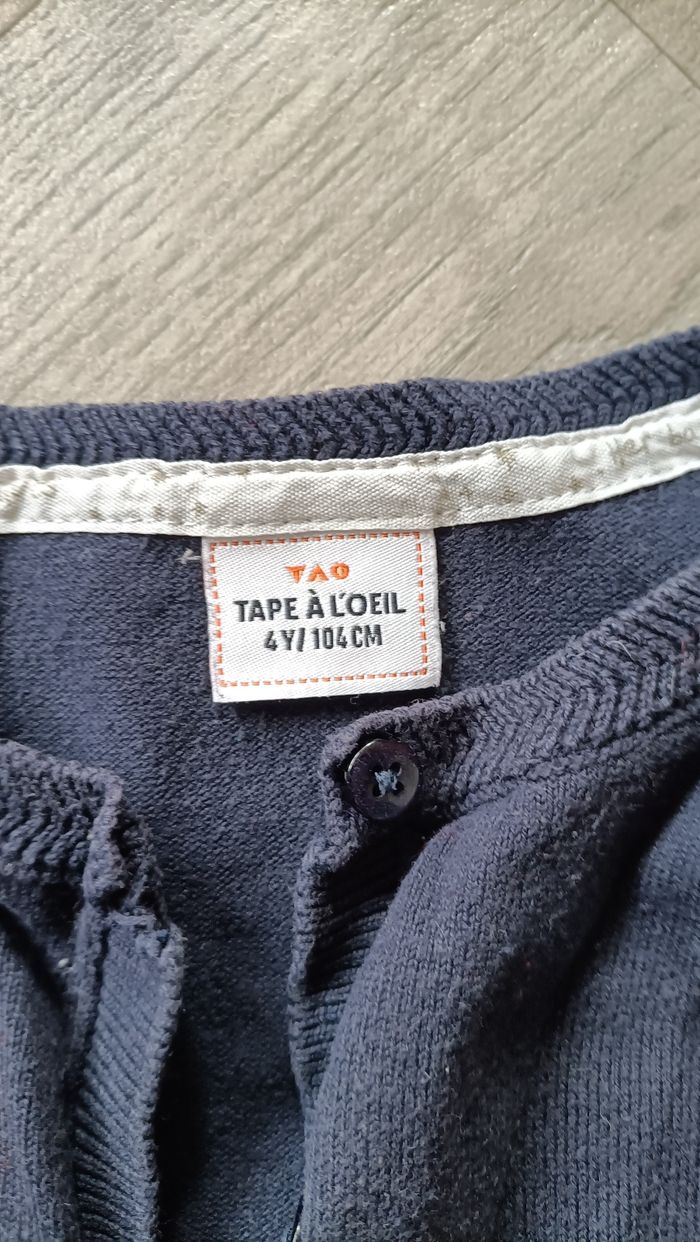 TAO
TAPE À L'OEIL
4Y/104CM